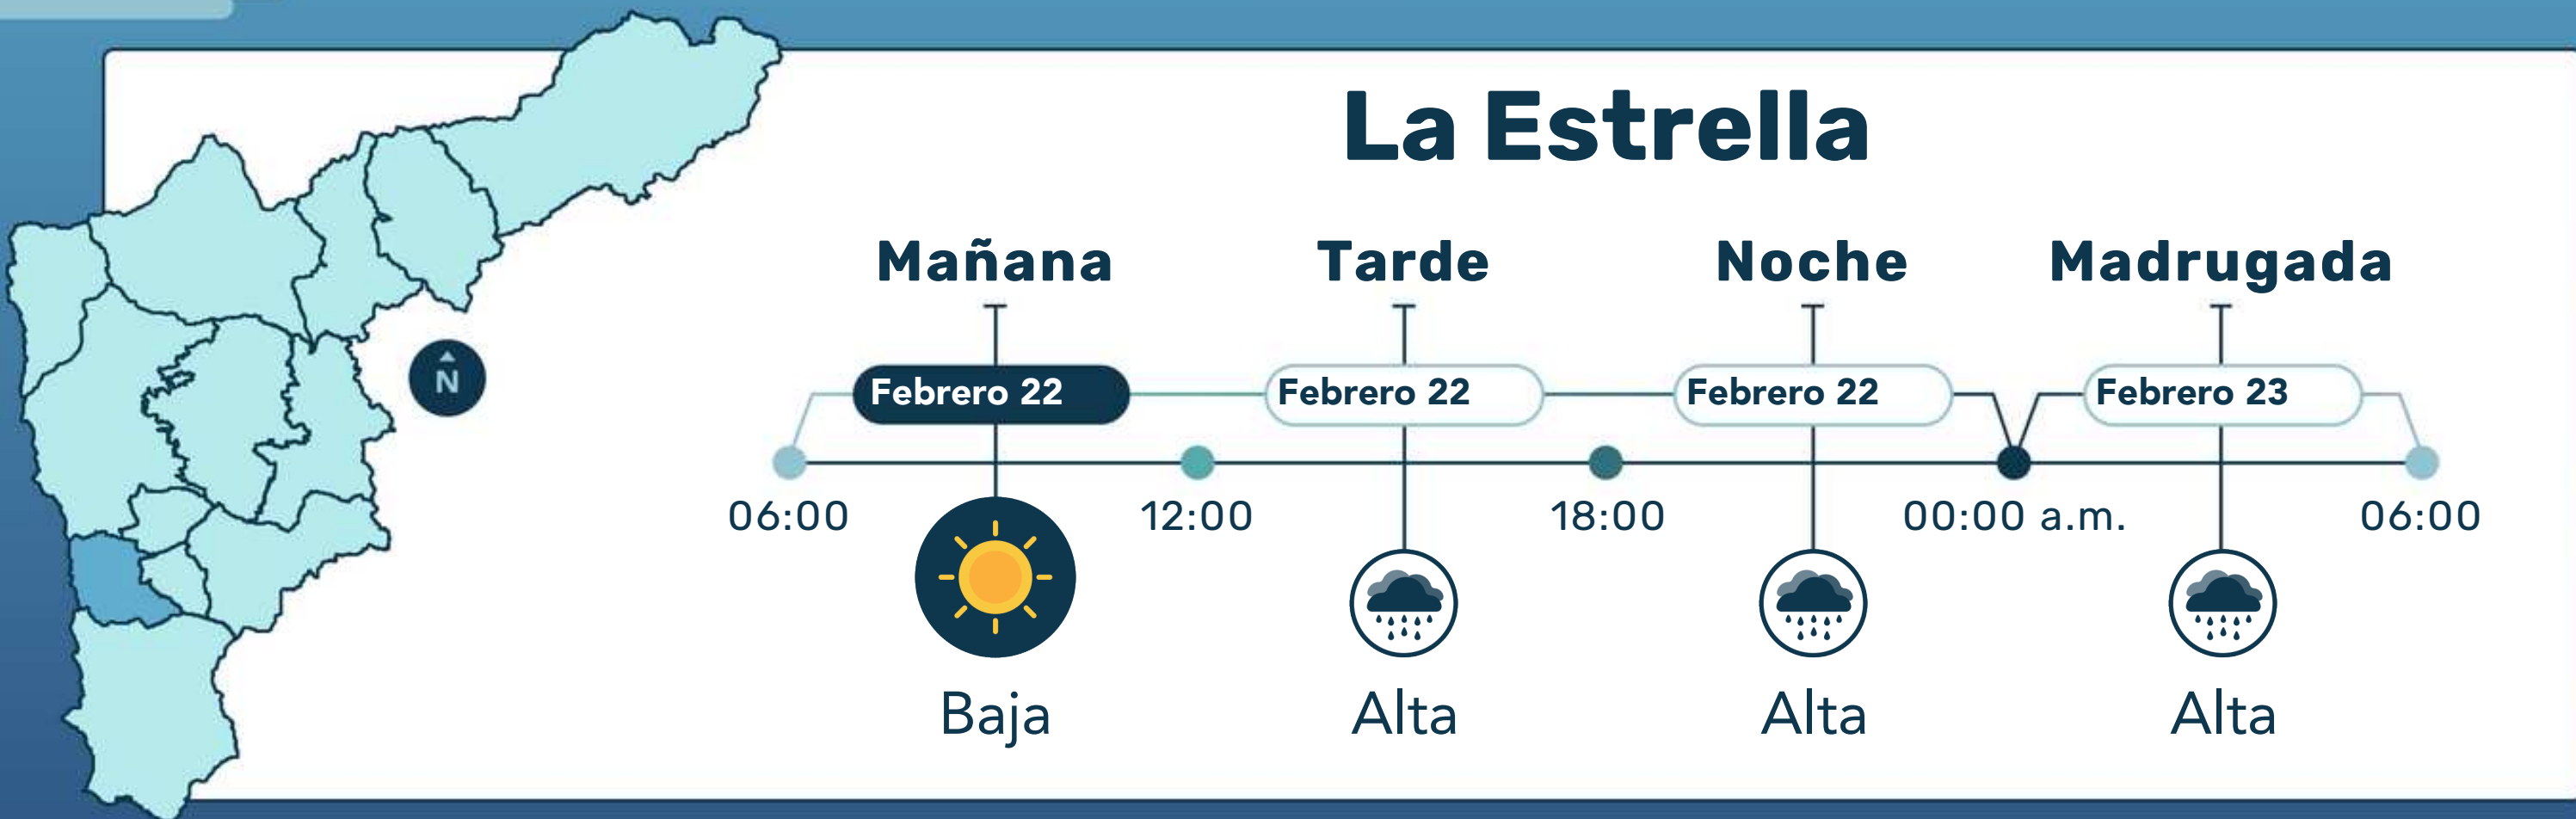 La Estrella
Mañana Tarde Noche Madrugada
Febrero 22 Febrero 22 Febrero 22 Febrero 23
N
06:00 12:00 18:00 00:00 a.m. 06:00
Baja Alta Alta Alta